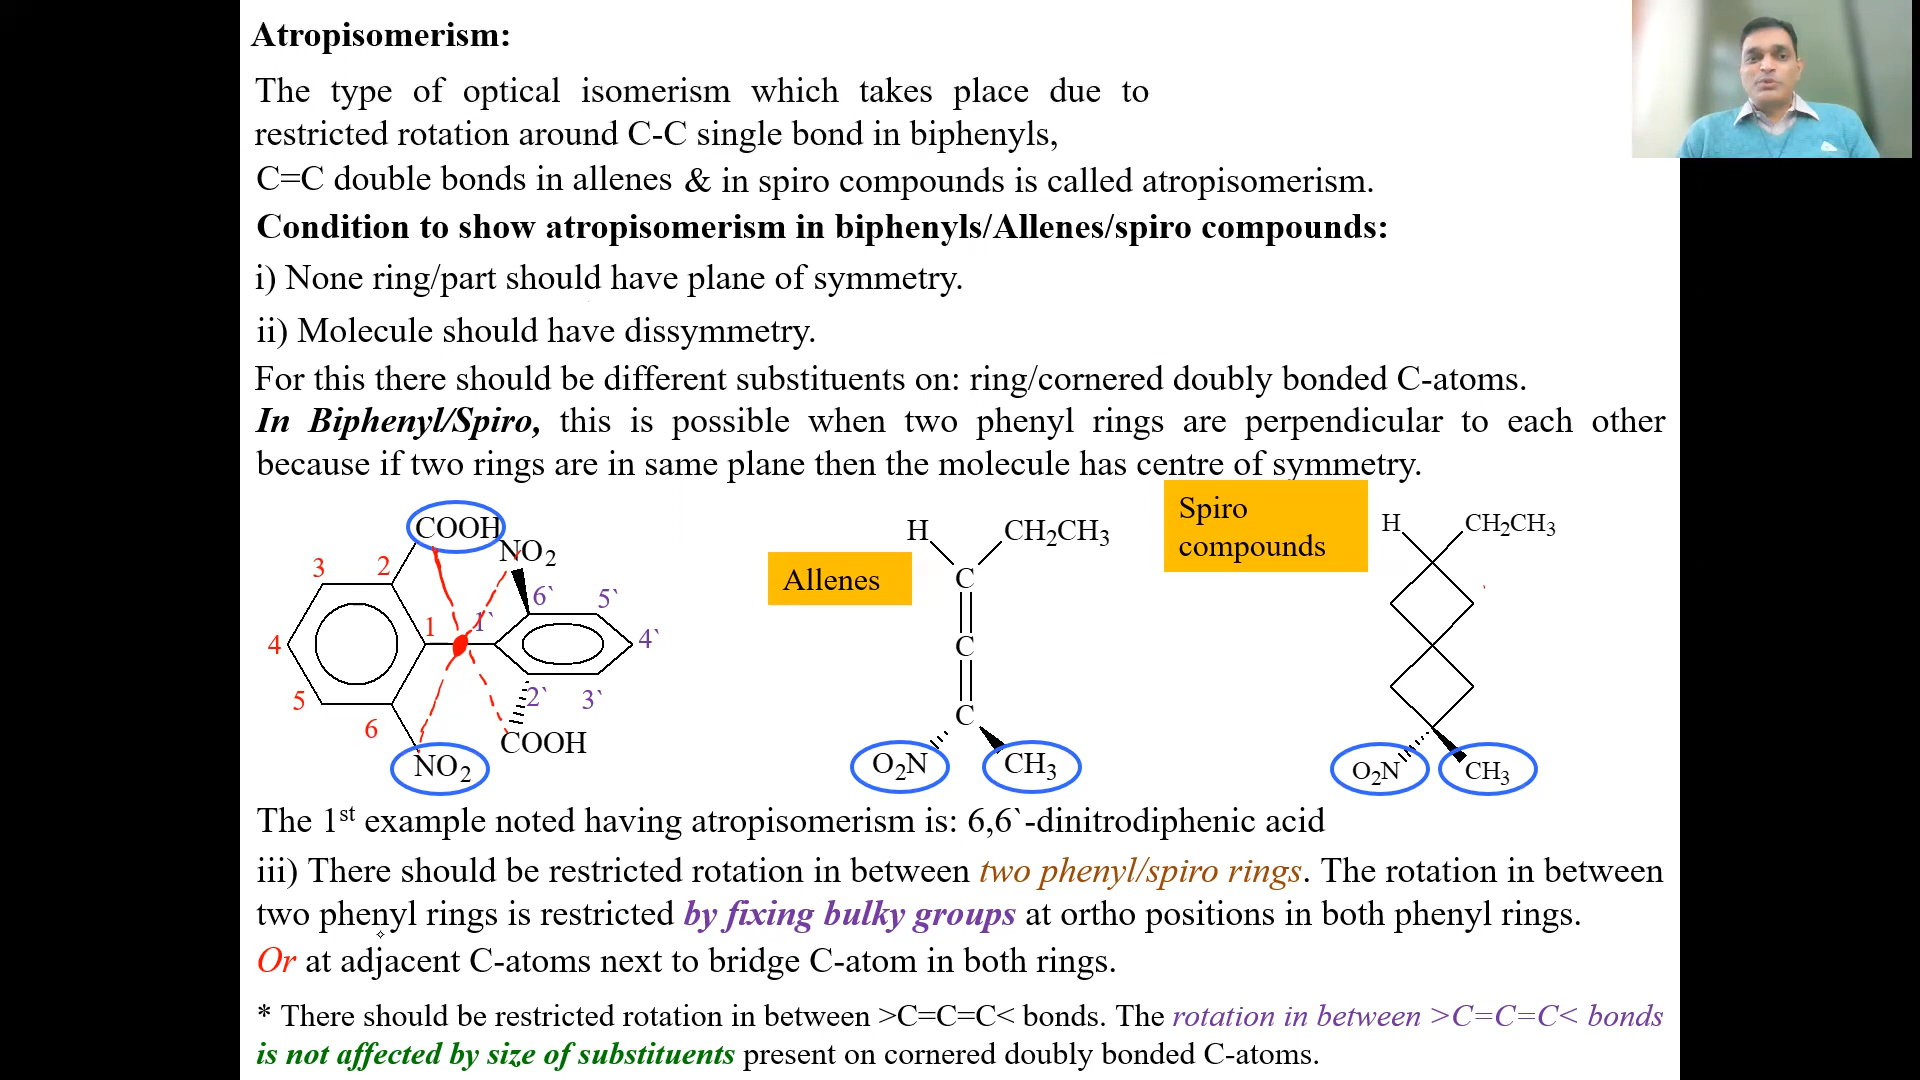 Atropisomerism:
The type of optical isomerism which takes place due to
restricted rotation around C-C single bond in biphenyls,
C=C double bonds in allenes & in spiro compounds is called atropisomerism.
Condition to show atropisomerism in biphenyls/Allenes/spiro compounds:
i) None ring/part should have plane of symmetry.
ii) Molecule should have dissymmetry.
For this there should be different substituents on: ring/cornered doubly bonded C-atoms.
In Biphenyl/Spiro, this is possible when two phenyl rings are perpendicular to each other
because if two rings are in same plane then the molecule has centre of symmetry.
COOH
NO2
3
2
6`
5`
1
1`
4
4`
5
2`
3`
6
COOH
NO2
Allenes
H
CH2CH3
C
C
C
O2N
CH3
Spiro
compounds
H
CH2CH3
O2N
CH3
The 1st example noted having atropisomerism is: 6,6`-dinitrodiphenic acid
iii) There should be restricted rotation in between two phenyl/spiro rings. The rotation in between
two phenyl rings is restricted by fixing bulky groups at ortho positions in both phenyl rings.
Or at adjacent C-atoms next to bridge C-atom in both rings.
* There should be restricted rotation in between >C=C=C< bonds. The rotation in between >C=C=C< bonds
is not affected by size of substituents present on cornered doubly bonded C-atoms.